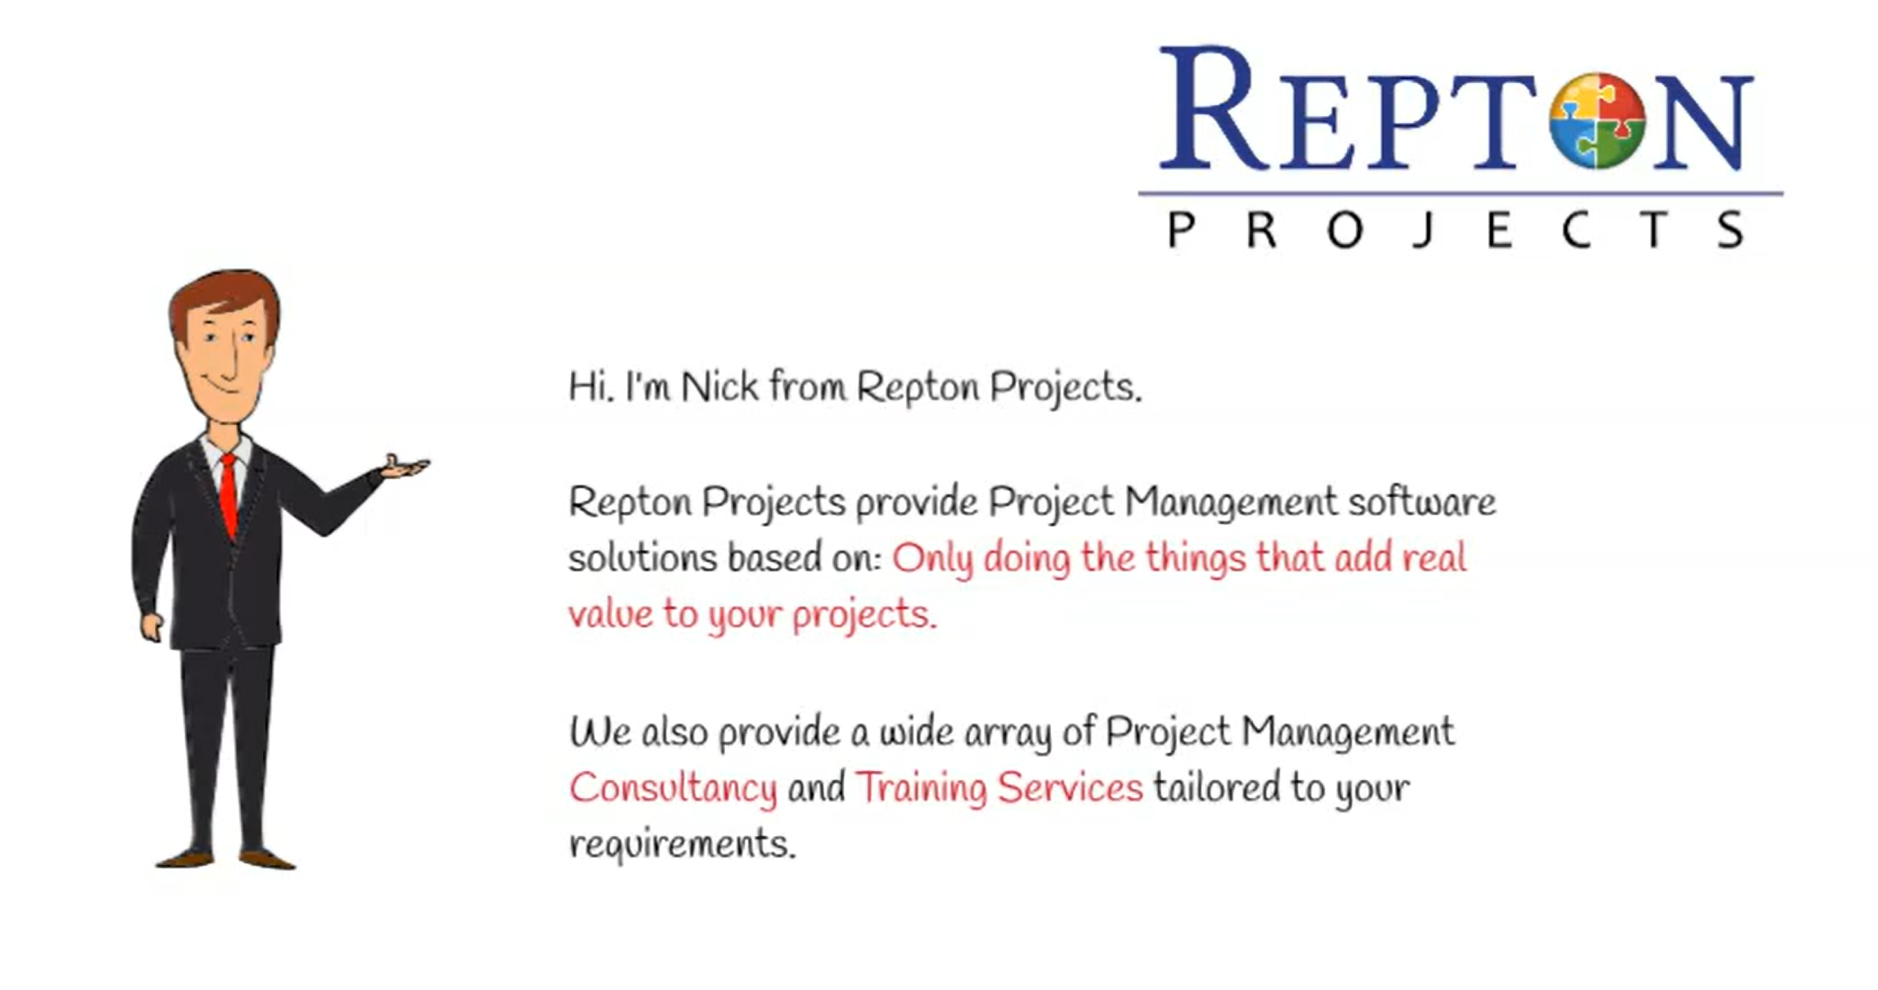 REPTON
PROJECTS
Hi. I'm Nick from Repton Projects.
Repton Projects provide Project Management software
solutions based on: Only doing the things that add real
value to your projects.
We also provide a wide array of Project Management
Consultancy and Training Services tailored to your
requirements.